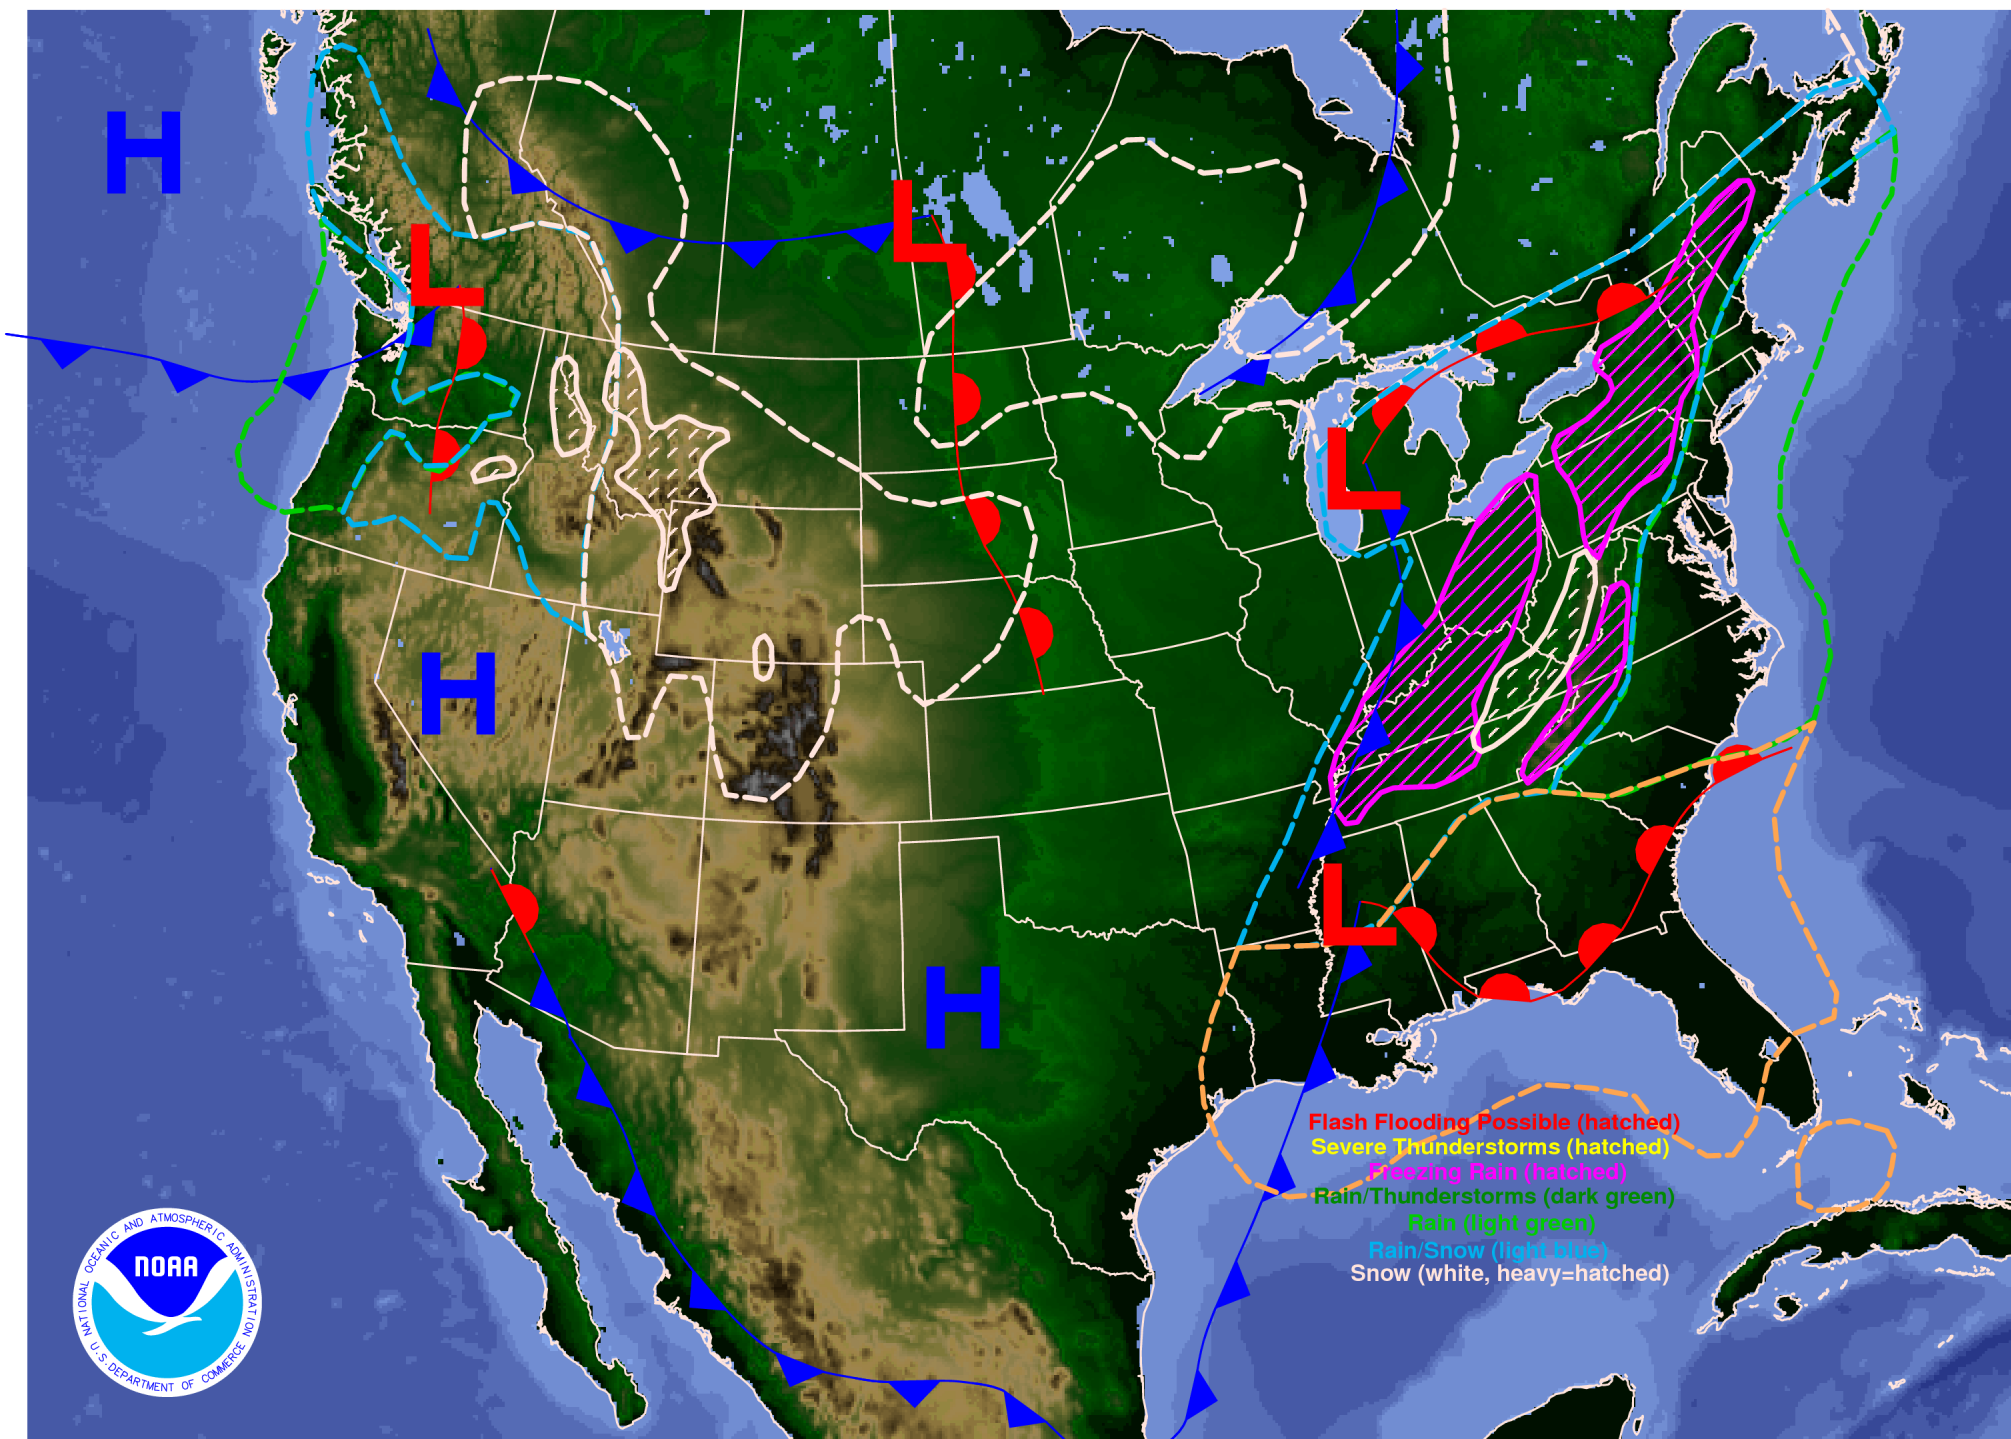 H
L
L
L
H
L
H
Flash Flooding Possible (hatched)
Severe Thunderstorms (hatched)
Freezing Rain (hatched)
Rain/Thunderstorms (dark green)
Rain (light green)
Rain/Snow (light blue)
Snow (white, heavy=hatched)
NATIONAL OCEANIC AND ATMOSPHERIC ADMINISTRATION
NOAA
U.S. DEPARTMENT OF COMMERCE